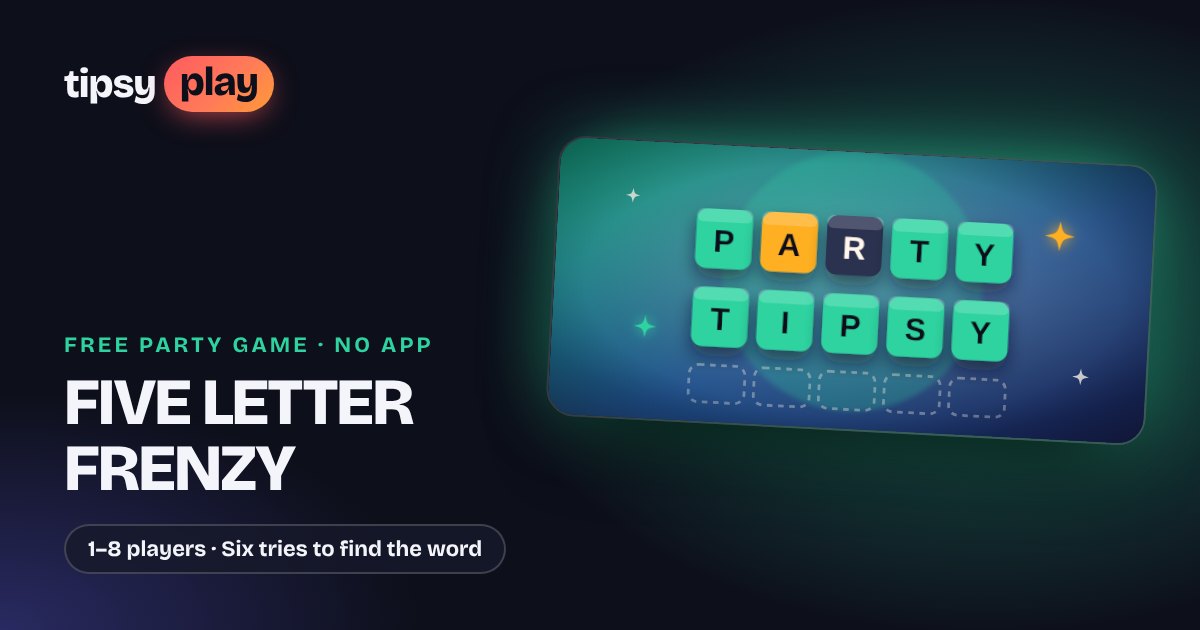 tipsy play
PARTY
TIPSY
FREE PARTY GAME · NO APP
FIVE LETTER
FRENZY
1–8 players · Six tries to find the word